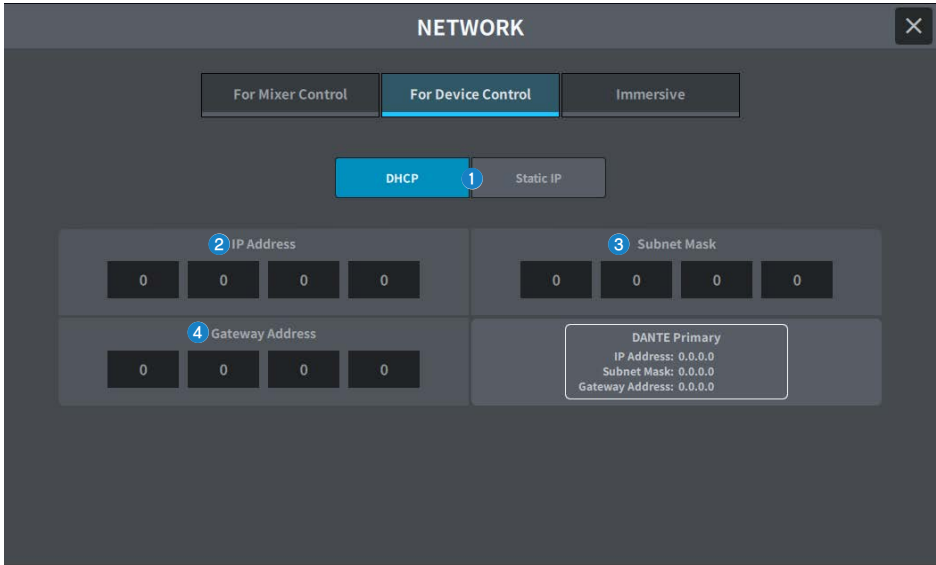 NETWORK
For Mixer Control For Device Control Immersive
DHCP 1 Static IP
2 IP Address 3 Subnet Mask
0 0 0 0 0 0 0 0
4 Gateway Address
0 0 0 0
DANTE Primary
IP Address: 0.0.0.0
Subnet Mask: 0.0.0.0
Gateway Address: 0.0.0.0